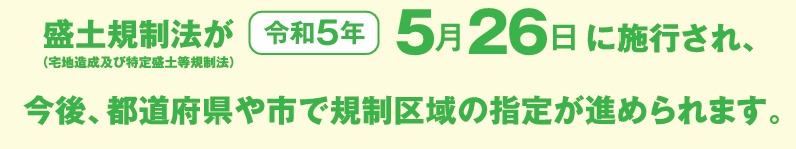 盛土規制法が 令和5年 5月26日に施行され、
(宅地造成及び特定盛土等規制法)
今後、都道府県や市で規制区域の指定が進められます。